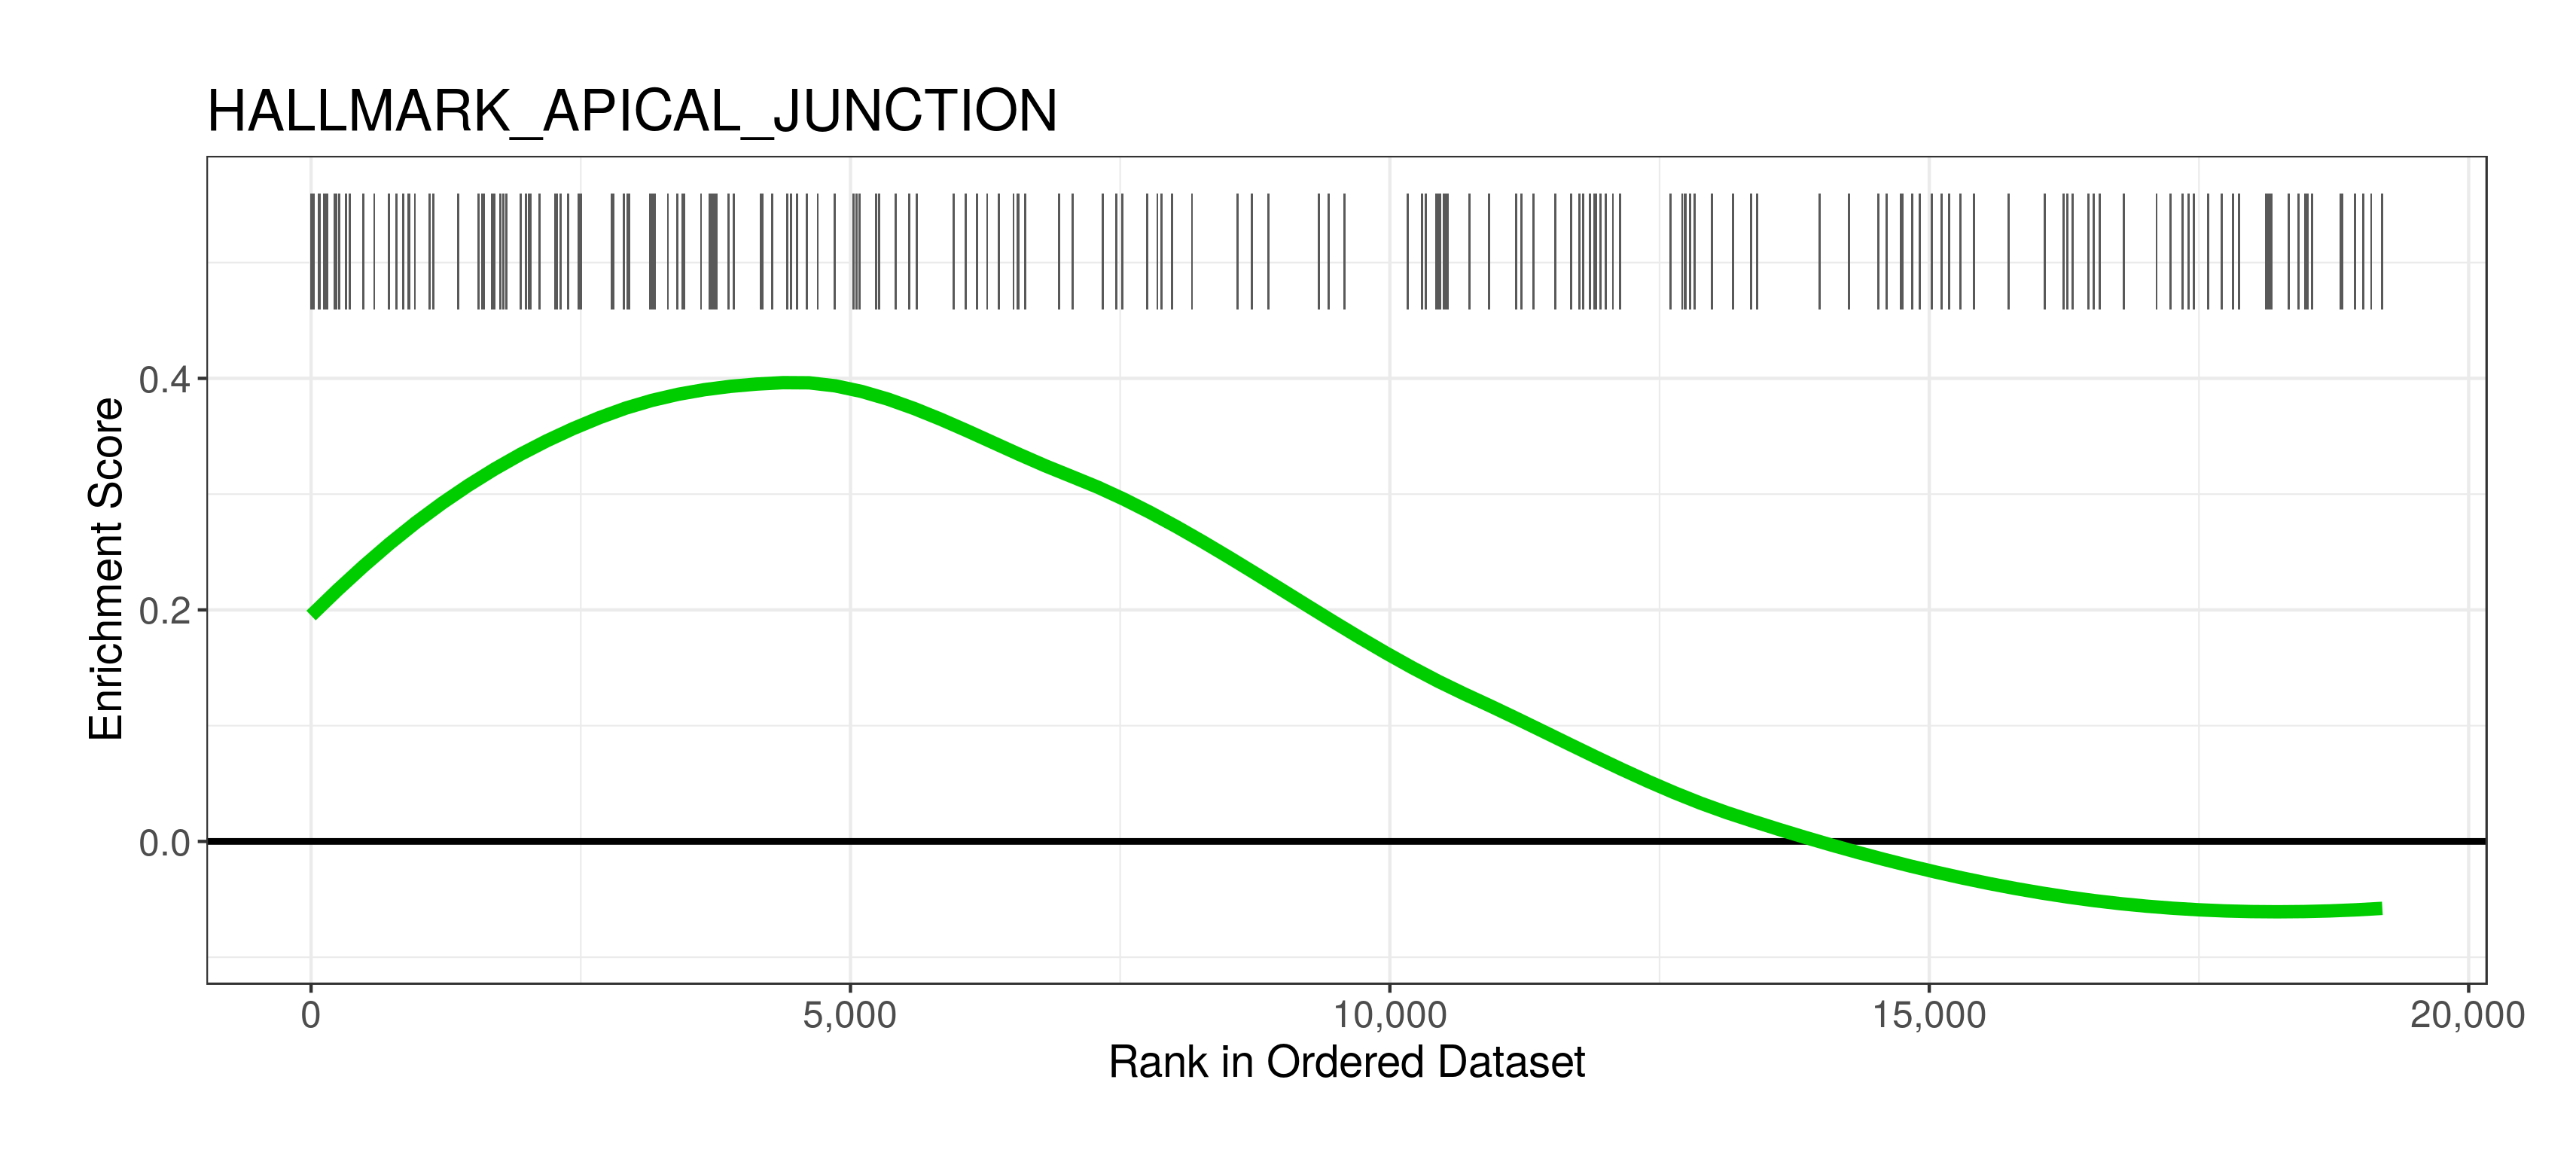 HALLMARK_APICAL_JUNCTION
Enrichment Score
0.4
0.2
0.0
0 5,000 10,000 15,000 20,000
Rank in Ordered Dataset